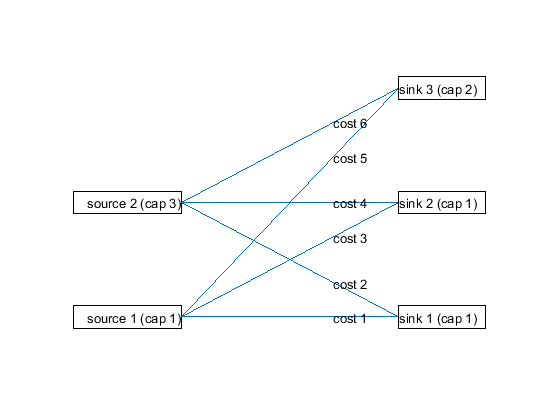 sink 3 (cap 2)
cost 6
cost 5
source 2 (cap 3)
cost 4
sink 2 (cap 1)
cost 3
cost 2
source 1 (cap 1)
cost 1
sink 1 (cap 1)